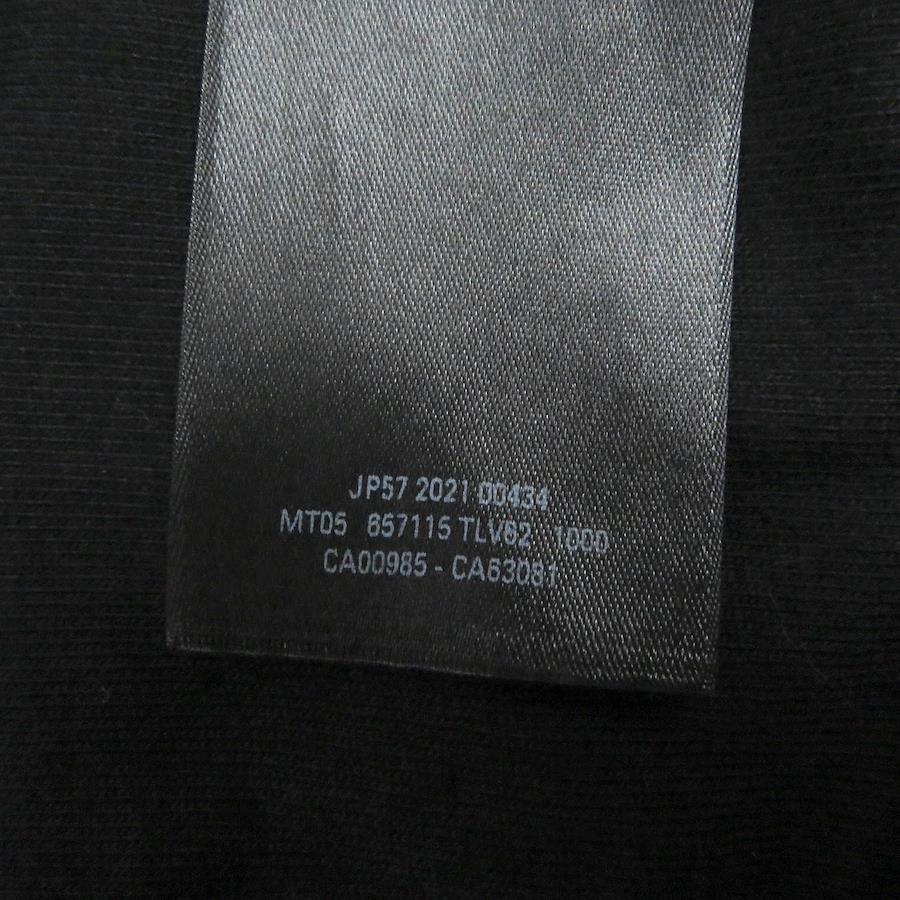 JP57 2021 00434
MT05 657115 TLV62 1000
CA00985 - CA63081